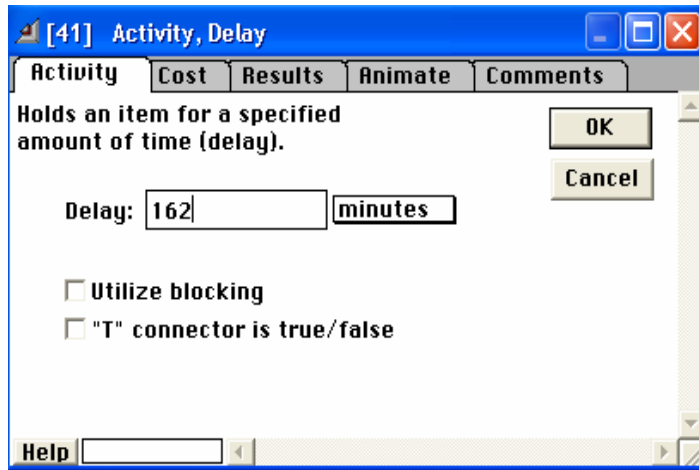 [41] Activity, Delay
Activity Cost Results Animate Comments
Holds an item for a specified
amount of time (delay).
OK
Cancel
Delay: 162 minutes
Utilize blocking
"T" connector is true/false
Help